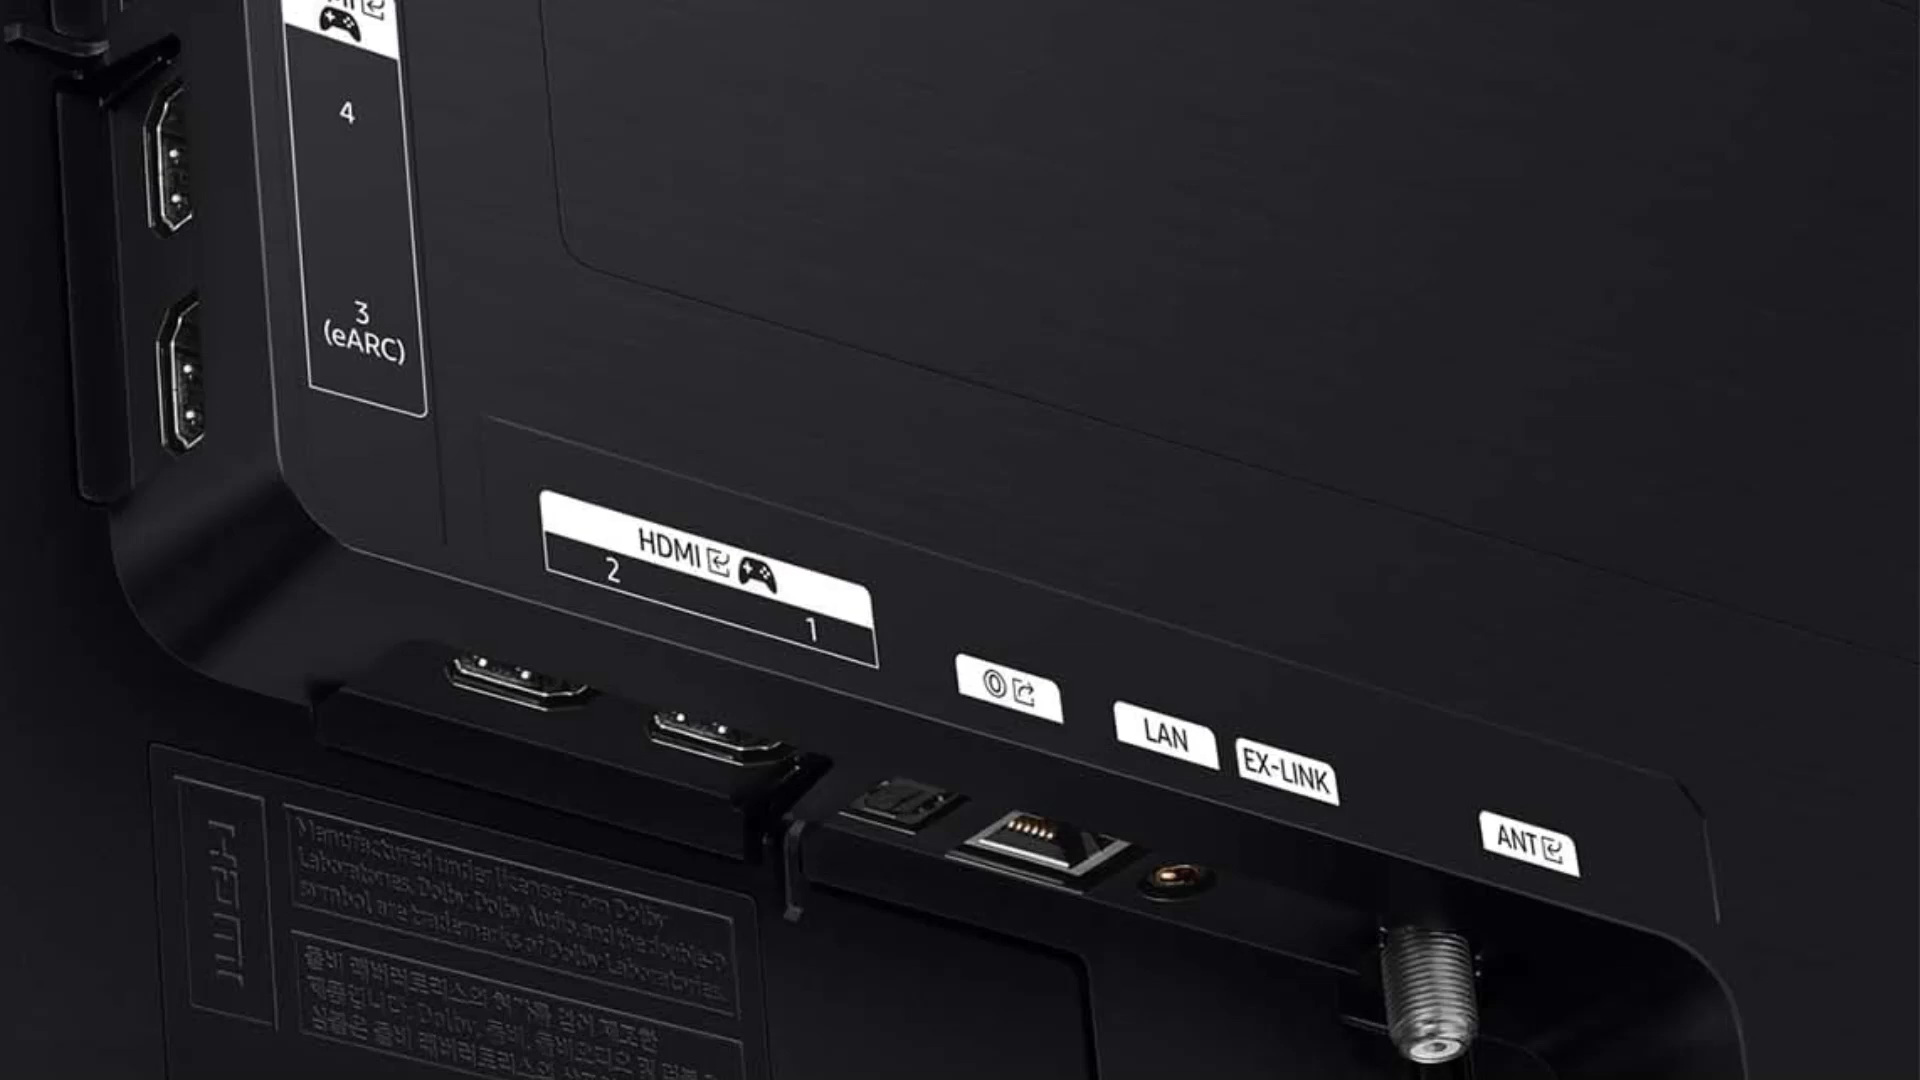 4
3
(eARC)
HDMI
2
1
LAN
EX-LINK
ANT
HDMI
Manufactured under license from Dolby
Laboratories. Dolby, Dolby Audio, and the double-D
symbol are trademarks of Dolby Laboratories.